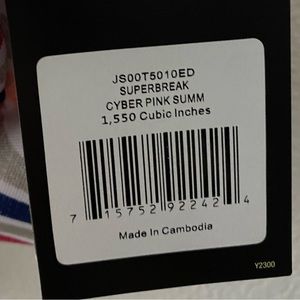 JS00T5010ED
SUPERBREAK
CYBER PINK SUMM
1,550 Cubic Inches
7 15752 92242 4
Made In Cambodia
Y2300